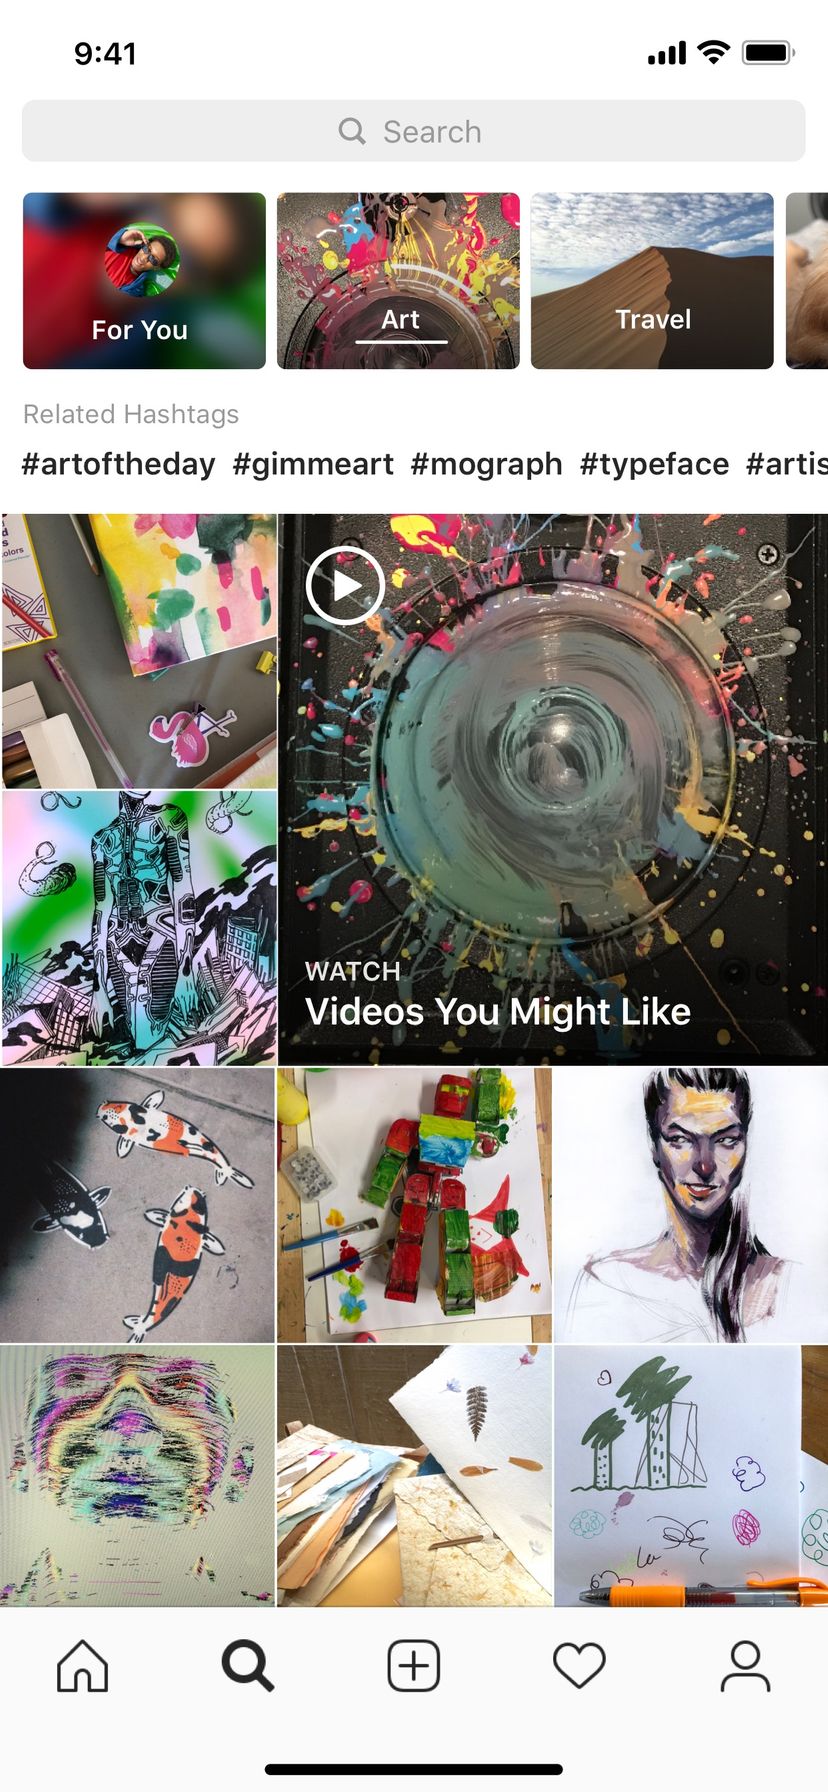 9:41
Search
For You
Art
Travel
Related Hashtags
#artoftheday #gimmeart #mograph #typeface #artis
d
s
colors
WATCH
Videos You Might Like